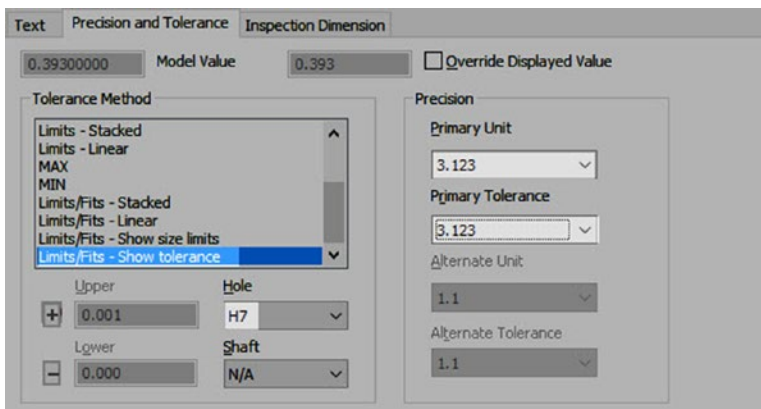 Text Precision and Tolerance Inspection Dimension
0.39300000 Model Value 0.393 Override Displayed Value
Tolerance Method
Limits - Stacked
Limits - Linear
MAX
MIN
Limits/Fits - Stacked
Limits/Fits - Linear
Limits/Fits - Show size limits
Limits/Fits - Show tolerance
Upper Hole
+ 0.001 H7
Lower Shaft
- 0.000 N/A
Precision
Primary Unit
3.123
Primary Tolerance
3.123
Alternate Unit
1.1
Alternate Tolerance
1.1